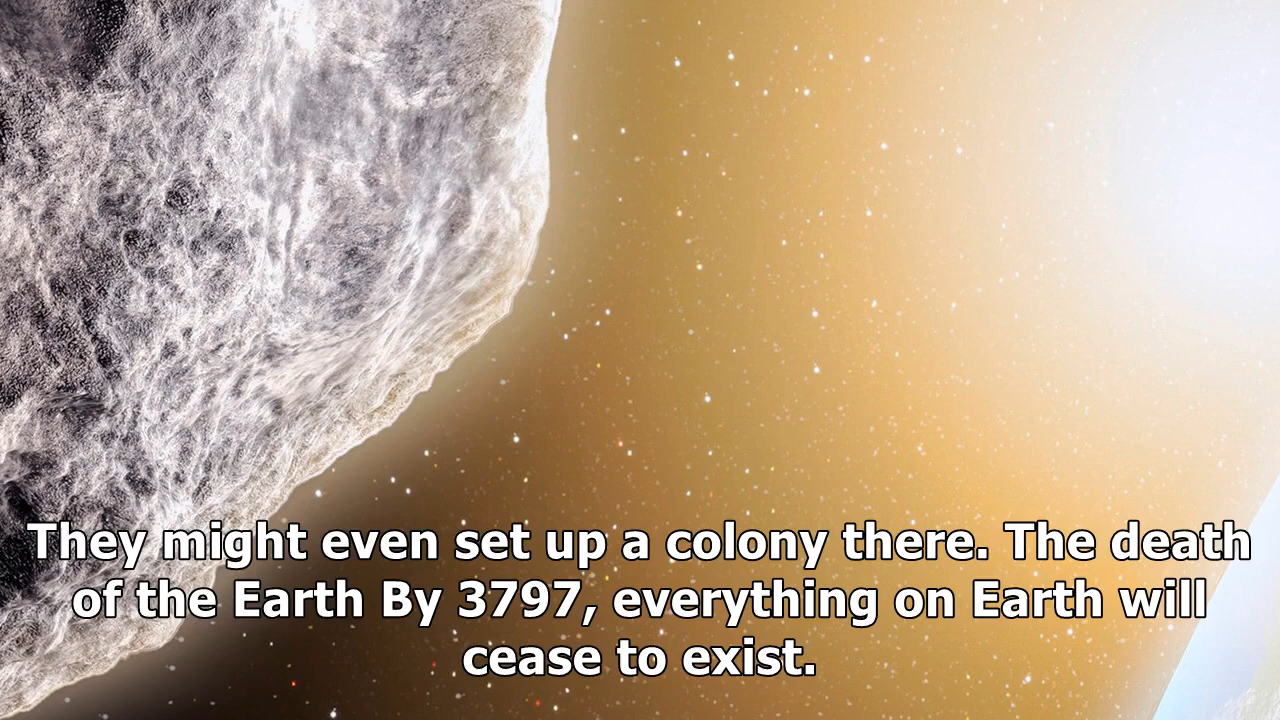 They might even set up a colony there. The death
of the Earth By 3797, everything on Earth will
cease to exist.